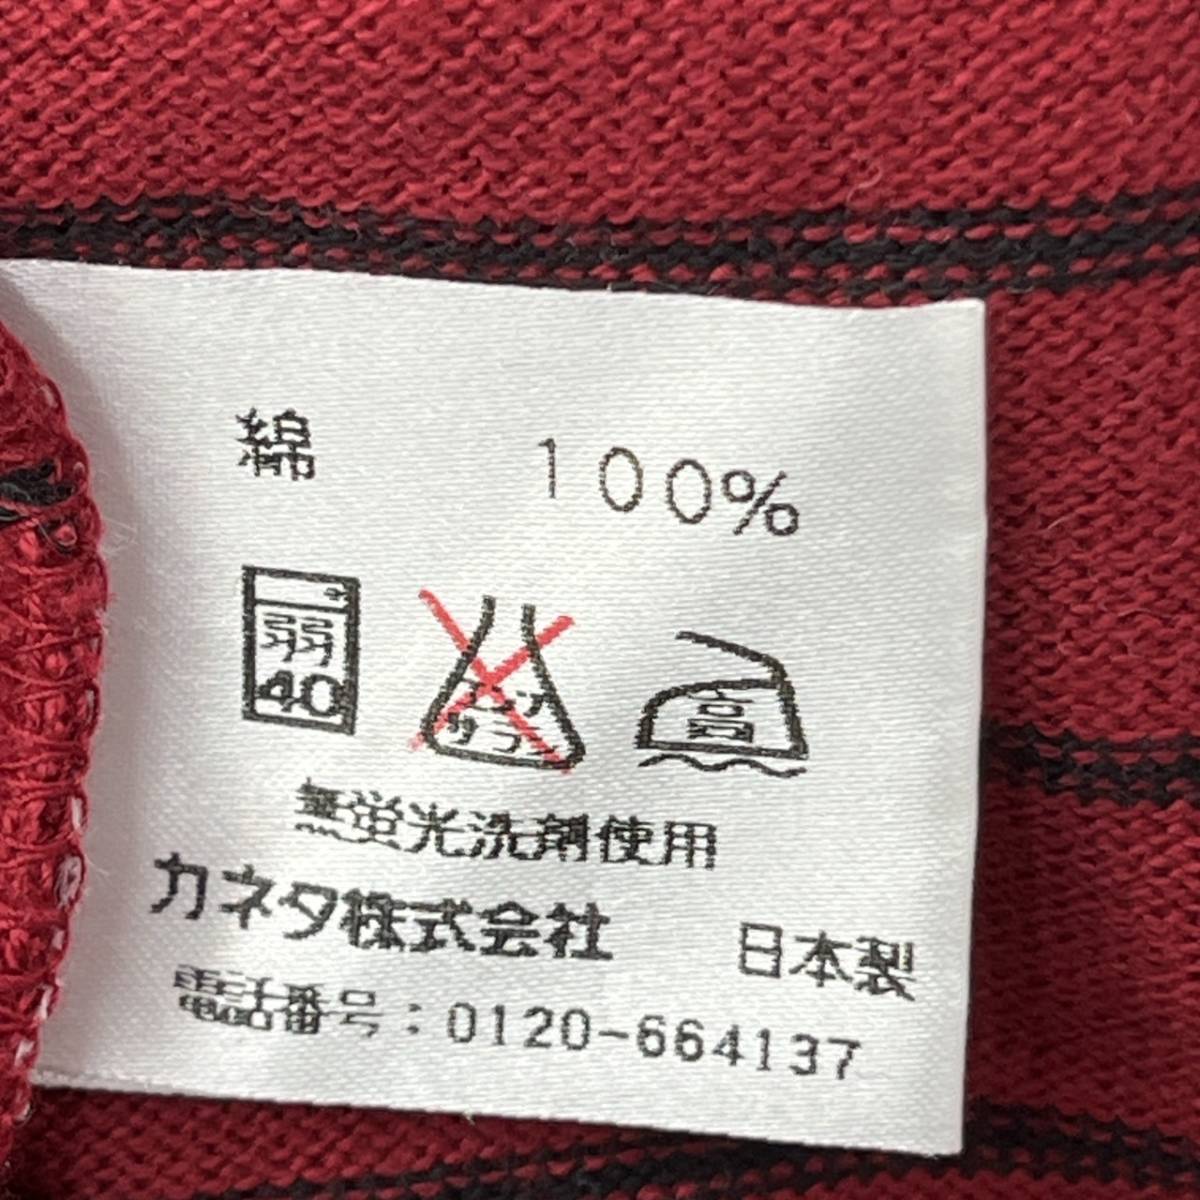 綿 100%
弱
40
エンソ
サラシ
高
無蛍光洗剤使用
カネタ株式会社 日本製
電話番号:0120-664137